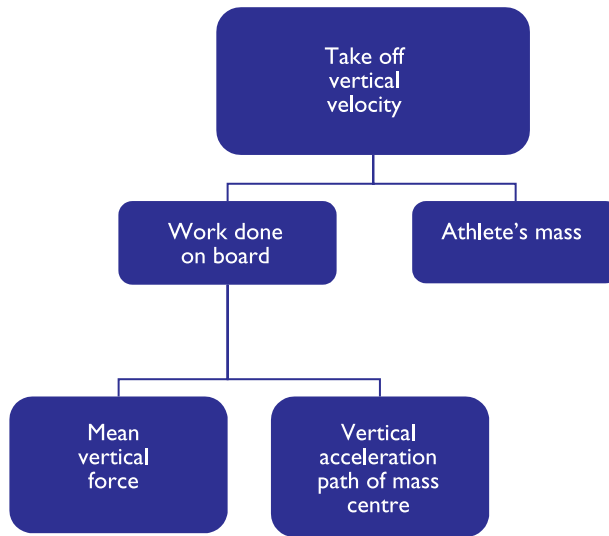 Take off
vertical
velocity
Work done
on board
Athlete's mass
Mean
vertical
force
Vertical
acceleration
path of mass
centre